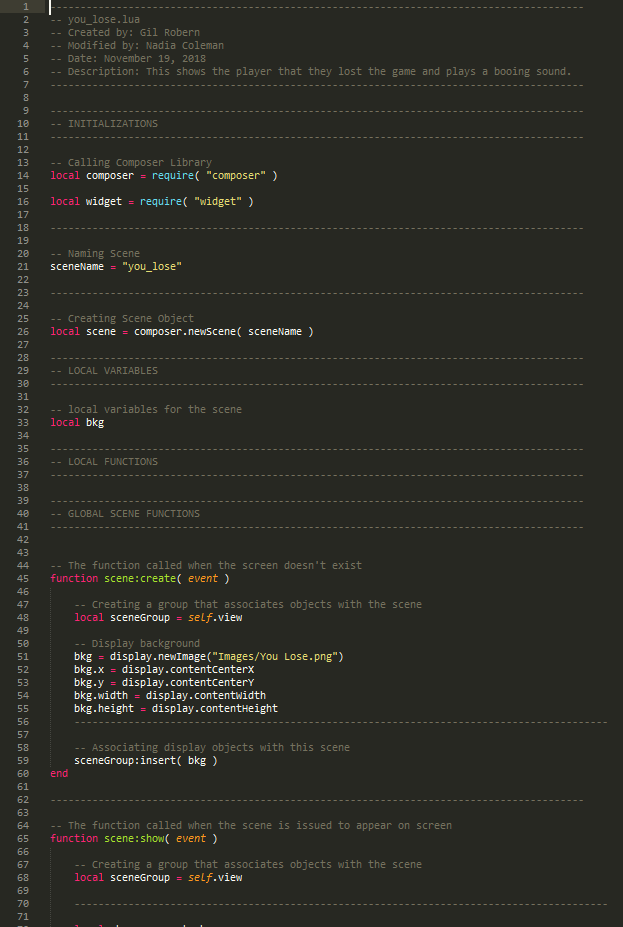 1 -----------------------------------------------------------------------------------------
2 -- you_lose.lua
3 -- Created by: Gil Robern
4 -- Modified by: Nadia Coleman
5 -- Date: November 19, 2018
6 -- Description: This shows the player that they lost the game and plays a booing sound.
7 -----------------------------------------------------------------------------------------
8
9 -----------------------------------------------------------------------------------------
10 -- INITIALIZATIONS
11 -----------------------------------------------------------------------------------------
12
13 -- Calling Composer Library
14 local composer = require( "composer" )
15
16 local widget = require( "widget" )
17
18 -----------------------------------------------------------------------------------------
19
20 -- Naming Scene
21 sceneName = "you_lose"
22
23 -----------------------------------------------------------------------------------------
24
25 -- Creating Scene Object
26 local scene = composer.newScene( sceneName )
27
28 -----------------------------------------------------------------------------------------
29 -- LOCAL VARIABLES
30 -----------------------------------------------------------------------------------------
31
32 -- local variables for the scene
33 local bkg
34
35 -----------------------------------------------------------------------------------------
36 -- LOCAL FUNCTIONS
37 -----------------------------------------------------------------------------------------
38
39 -----------------------------------------------------------------------------------------
40 -- GLOBAL SCENE FUNCTIONS
41 -----------------------------------------------------------------------------------------
42
43
44 -- The function called when the screen doesn't exist
45 function scene:create( event )
46
47     -- Creating a group that associates objects with the scene
48     local sceneGroup = self.view
49
50     -- Display background
51     bkg = display.newImage("Images/You Lose.png")
52     bkg.x = display.contentCenterX
53     bkg.y = display.contentCenterY
54     bkg.width = display.contentWidth
55     bkg.height = display.contentHeight
56     -----------------------------------------------------------------------------------------
57
58     -- Associating display objects with this scene
59     sceneGroup:insert( bkg )
60 end
61
62 -----------------------------------------------------------------------------------------
63
64 -- The function called when the scene is issued to appear on screen
65 function scene:show( event )
66
67     -- Creating a group that associates objects with the scene
68     local sceneGroup = self.view
69
70     -----------------------------------------------------------------------------------------
71